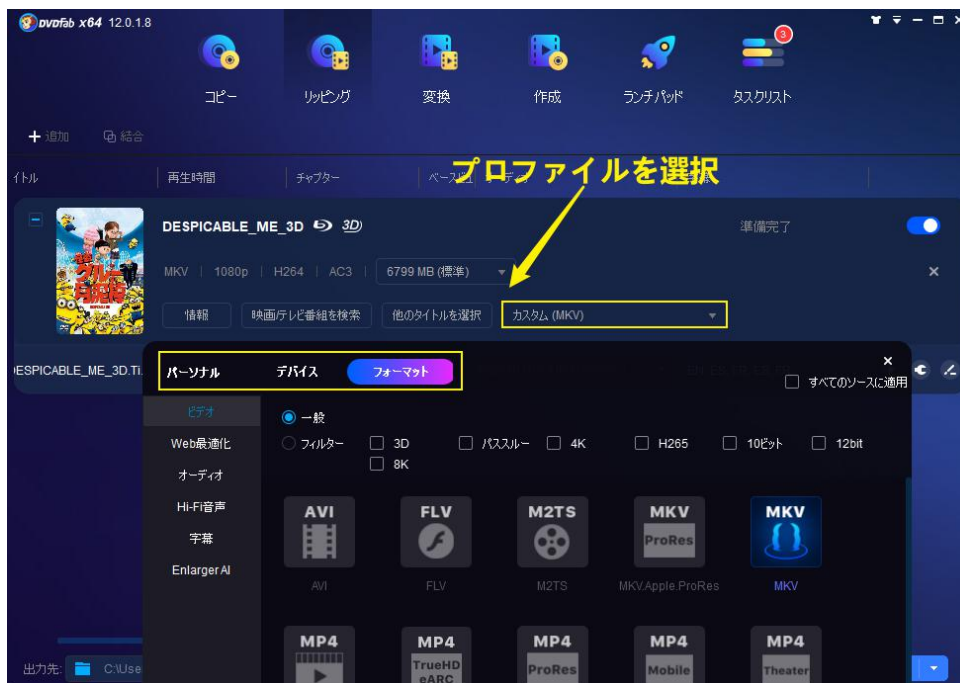 DVDFab x64 12.0.1.8
3
コピー リッピング 変換 作成 ランチパッド タスクリスト
追加 結合
イトル 再生時間 チャプター
プロファイルを選択
DESPICABLE_ME_3D 3D 準備完了
MKV 1080p H264 AC3 6799 MB (標準)
情報 映画/テレビ番組を検索 他のタイトルを選択 カスタム (MKV)
ESPICABLE_ME_3D.Ti
パーソナル デバイス フォーマット すべてのソースに適用
ビデオ 一般
Web最適化 フィルター 3D パススルー 4K H265 10ビット 12bit
8K
オーディオ
Hi-Fi音声
字幕
Enlarger AI
AVI FLV M2TS MKV MKV
ProRes
AVI FLV M2TS MKV.Apple.ProRes MKV
MP4 MP4 MP4 MP4 MP4
TrueHD ProRes Mobile Theater
eARC
出力先: C:\Use